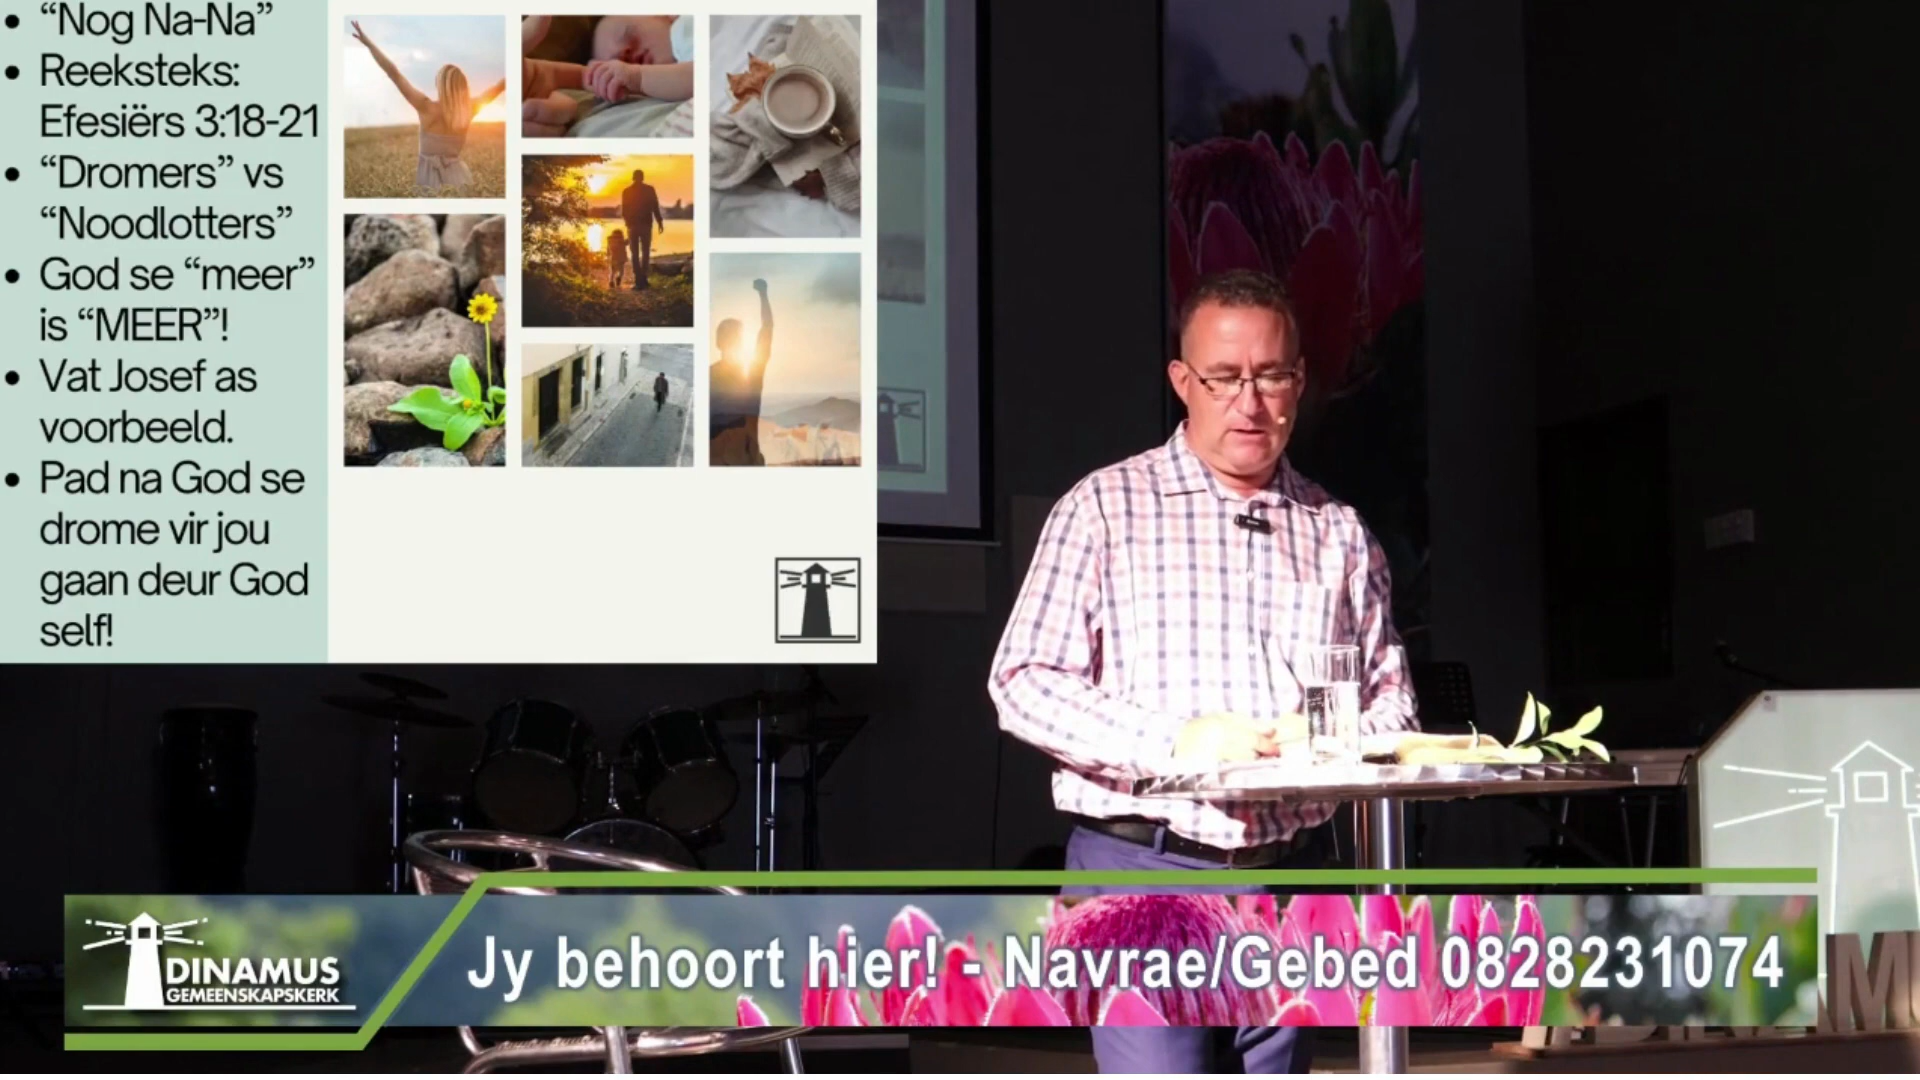 “Nog Na-Na”
Reeksteks:
Efesiërs 3:18-21
“Dromers” vs
“Noodlotters”
God se “meer”
is “MEER”!
Vat Josef as
voorbeeld.
Pad na God se
drome vir jou
gaan deur God
self!
DINAMUS
GEMEENSKAPSKERK
Jy behoort hier! - Navrae/Gebed 0828231074